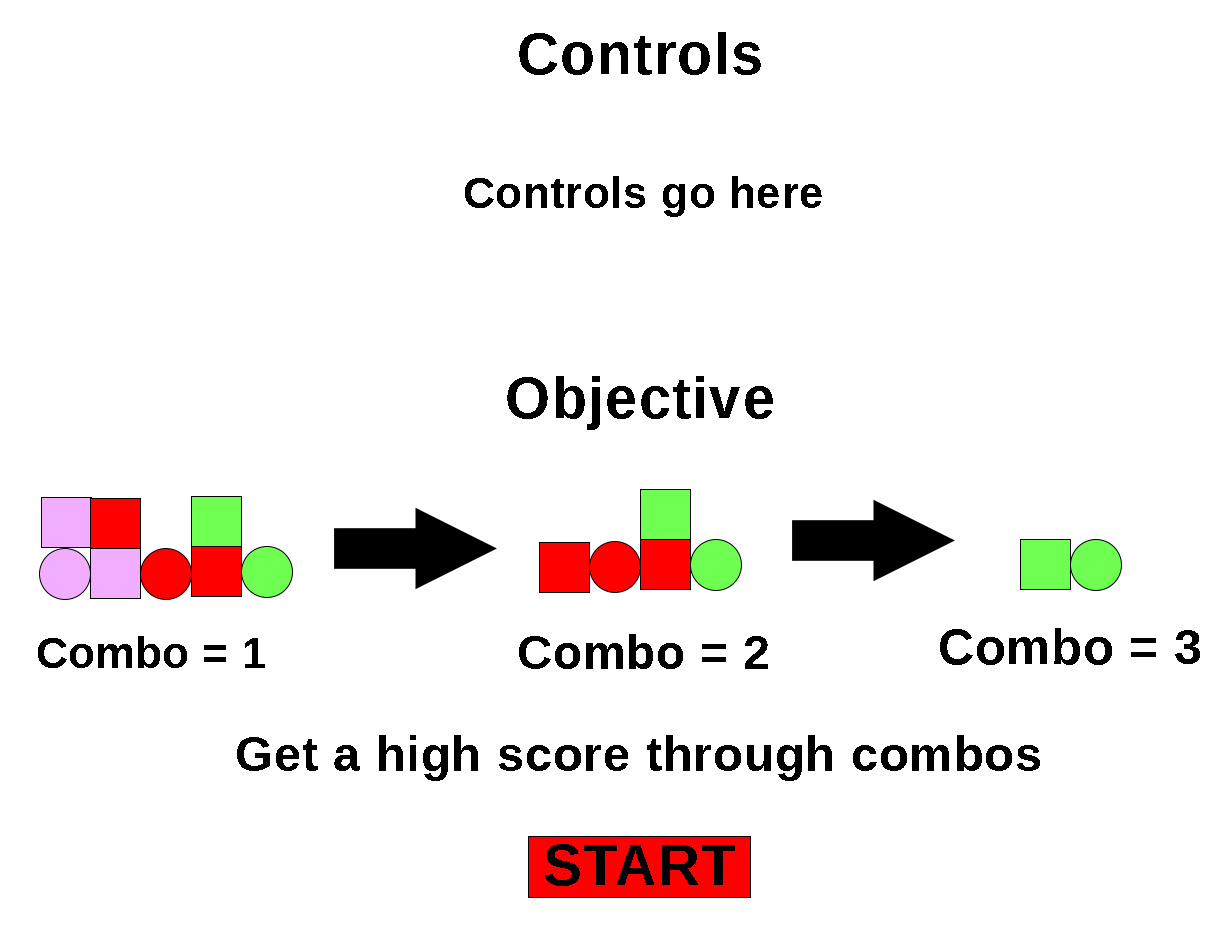 Controls
Controls go here
Objective
Combo = 1
Combo = 2
Combo = 3
Get a high score through combos
START